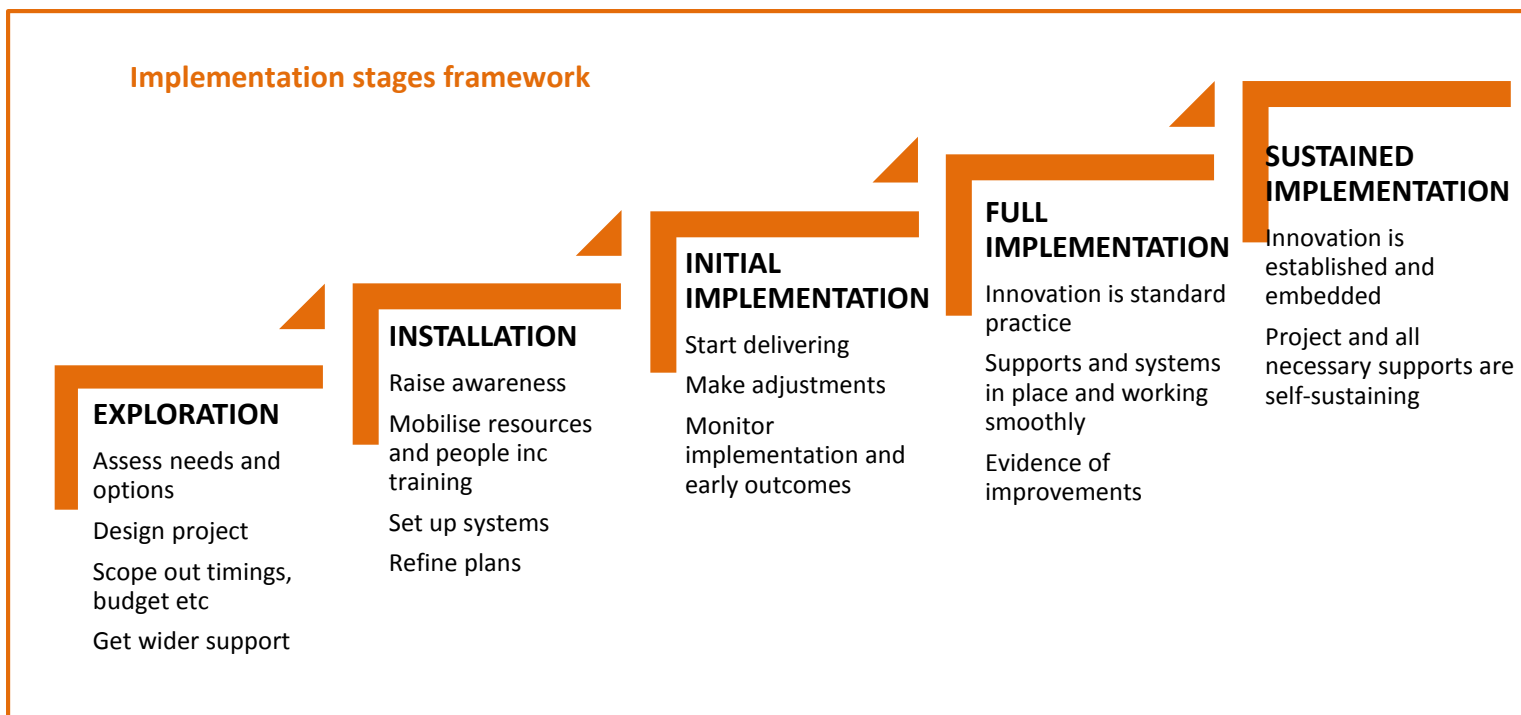 Implementation stages framework
EXPLORATION
Assess needs and
options
Design project
Scope out timings,
budget etc
Get wider support
INSTALLATION
Raise awareness
Mobilise resources
and people inc
training
Set up systems
Refine plans
INITIAL
IMPLEMENTATION
Start delivering
Make adjustments
Monitor
implementation and
early outcomes
FULL
IMPLEMENTATION
Innovation is standard
practice
Supports and systems
in place and working
smoothly
Evidence of
improvements
SUSTAINED
IMPLEMENTATION
Innovation is
established and
embedded
Project and all
necessary supports are
self-sustaining